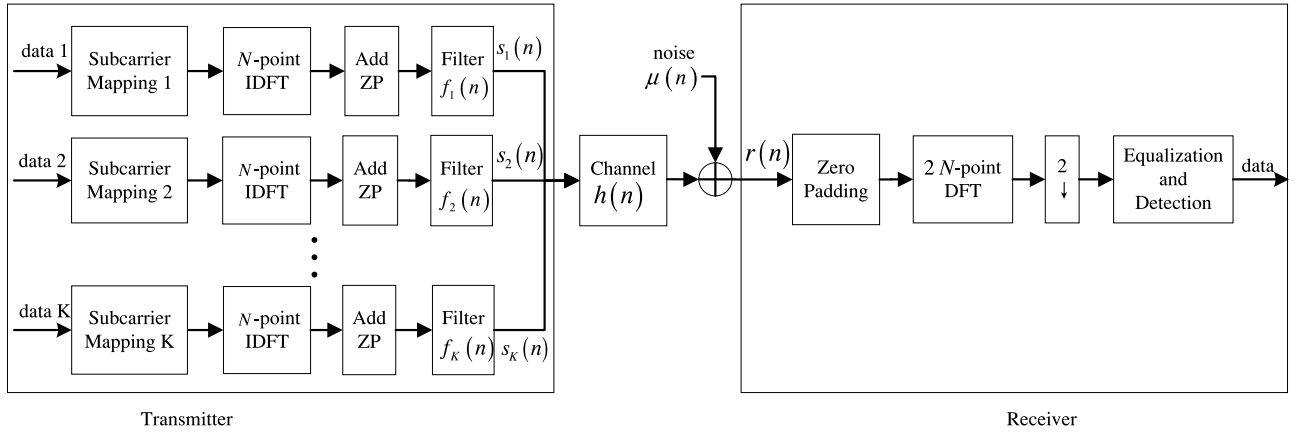 data 1
Subcarrier
Mapping 1
N-point
IDFT
Add
ZP
Filter
f₁(n)
s₁(n)
data 2
Subcarrier
Mapping 2
N-point
IDFT
Add
ZP
Filter
f₂(n)
s₂(n)
data K
Subcarrier
Mapping K
N-point
IDFT
Add
ZP
Filter
f_K(n)
s_K(n)
Transmitter
Channel
h(n)
noise
μ(n)
r(n)
Zero
Padding
2 N-point
DFT
2
↓
Equalization
and
Detection
data
Receiver